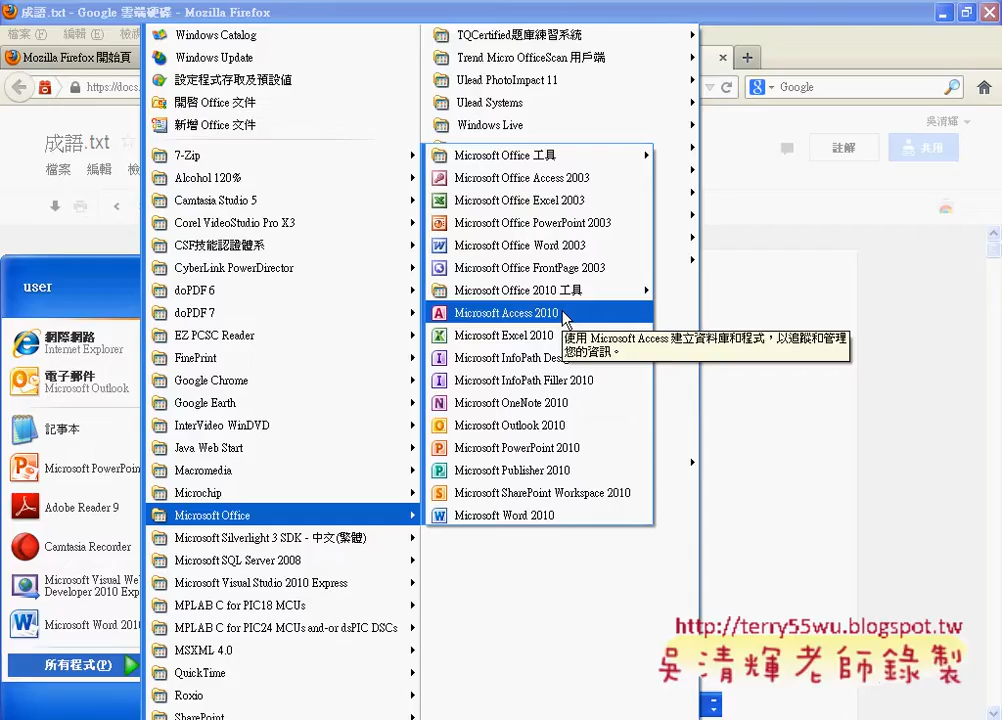 成語.txt - Google 雲端硬碟 - Mozilla Firefox
檔案(F) 編輯(E) 檢視
Mozilla Firefox 開始頁
https://docs.
Google
吳清輝
成語.txt
註解
共用
檔案 編輯 檢
user
網際網路
Internet Explorer
電子郵件
Microsoft Outlook
記事本
Microsoft PowerPoin
Adobe Reader 9
Camtasia Recorder
Microsoft Visual We
Developer 2010 Exp
Microsoft Word 2010
所有程式(P)
Windows Catalog
Windows Update
設定程式存取及預設值
開啟 Office 文件
新增 Office 文件
7-Zip
Alcohol 120%
Camtasia Studio 5
Corel VideoStudio Pro X3
CSF技能認證體系
CyberLink PowerDirector
doPDF 6
doPDF 7
EZ PCSC Reader
FinePrint
Google Chrome
Google Earth
InterVideo WinDVD
Java Web Start
Macromedia
Microchip
Microsoft Office
Microsoft Silverlight 3 SDK - 中文(繁體)
Microsoft SQL Server 2008
Microsoft Visual Studio 2010 Express
MPLAB C for PIC18 MCUs
MPLAB C for PIC24 MCUs and-or dsPIC DSCs
MSXML 4.0
QuickTime
Roxio
SharePoint
TQCertified題庫練習系統
Trend Micro OfficeScan 用戶端
Ulead PhotoImpact 11
Ulead Systems
Windows Live
Microsoft Office 工具
Microsoft Office Access 2003
Microsoft Office Excel 2003
Microsoft Office PowerPoint 2003
Microsoft Office Word 2003
Microsoft Office FrontPage 2003
Microsoft Office 2010 工具
Microsoft Access 2010
Microsoft Excel 2010
Microsoft InfoPath Des
Microsoft InfoPath Filler 2010
Microsoft OneNote 2010
Microsoft Outlook 2010
Microsoft PowerPoint 2010
Microsoft Publisher 2010
Microsoft SharePoint Workspace 2010
Microsoft Word 2010
使用 Microsoft Access 建立資料庫和程式，以追蹤和管理
您的資訊。
http://terry55wu.blogspot.tw
吳清輝老師錄製